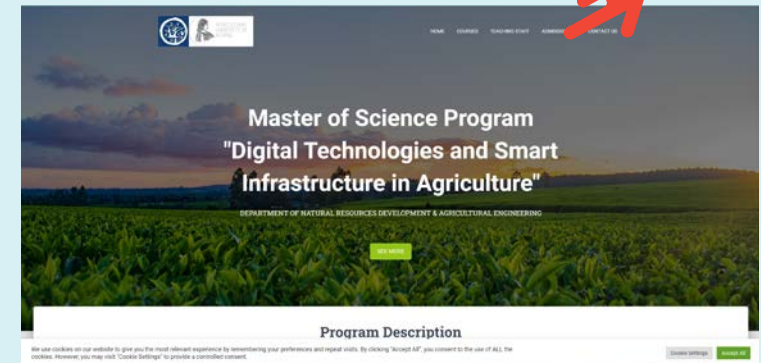 HOME COURSES TEACHING STAFF CONTACT US
Master of Science Program
"Digital Technologies and Smart
Infrastructure in Agriculture"
DEPARTMENT OF NATURAL RESOURCES DEVELOPMENT & AGRICULTURAL ENGINEERING
SEE MORE
Program Description
We use cookies on our website to give you the most relevant experience by remembering your preferences and repeat visits. By clicking "Accept All", you consent to the use of ALL the
cookies. However, you may visit "Cookie Settings" to provide a controlled consent.
Cookie Settings Accept All